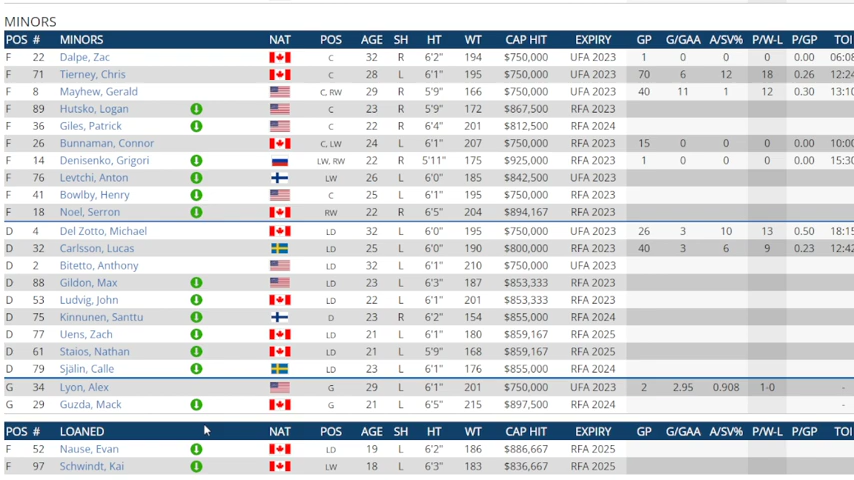 MINORS
POS # MINORS NAT POS AGE SH HT WT CAP HIT EXPIRY GP G/GAA A/SV% P/W-L P/GP TOI
F 22 Dalpe, Zac C 32 R 6'2" 194 $750,000 UFA 2023 1 0 0 0 0.00 06:08
F 71 Tierney, Chris C 28 L 6'1" 195 $750,000 UFA 2023 70 6 12 18 0.26 12:24
F 8 Mayhew, Gerald C, RW 29 R 5'9" 166 $750,000 UFA 2023 40 11 1 12 0.30 13:10
F 89 Hutsko, Logan C 23 R 5'9" 172 $867,500 RFA 2023
F 36 Giles, Patrick C 22 R 6'4" 201 $812,500 RFA 2024
F 26 Bunnaman, Connor C, LW 24 L 6'1" 207 $750,000 RFA 2023 15 0 0 0 0.00 10:00
F 14 Denisenko, Grigori LW, RW 22 R 5'11" 175 $925,000 RFA 2023 1 0 0 0 0.00 15:30
F 76 Levtchi, Anton LW 26 L 6'0" 185 $842,500 RFA 2023
F 41 Bowlby, Henry C 25 L 6'1" 195 $750,000 RFA 2023
F 18 Noel, Serron RW 22 R 6'5" 204 $894,167 RFA 2023
D 4 Del Zotto, Michael LD 32 L 6'0" 195 $750,000 UFA 2023 26 3 10 13 0.50 18:15
D 32 Carlsson, Lucas LD 25 L 6'0" 190 $800,000 RFA 2023 40 3 6 9 0.23 12:42
D 2 Bitetto, Anthony LD 32 L 6'1" 210 $750,000 UFA 2023
D 88 Gildon, Max LD 23 L 6'3" 187 $853,333 RFA 2023
D 53 Ludvig, John LD 22 L 6'1" 201 $853,333 RFA 2023
D 75 Kinnunen, Santtu D 23 R 6'2" 154 $855,000 RFA 2024
D 77 Uens, Zach LD 21 L 6'1" 180 $859,167 RFA 2025
D 61 Staios, Nathan LD 21 L 5'9" 168 $859,167 RFA 2025
D 79 Själin, Calle LD 23 L 6'1" 176 $855,000 RFA 2024
G 34 Lyon, Alex G 29 L 6'1" 201 $750,000 UFA 2023 2 2.95 0.908 1-0 -
G 29 Guzda, Mack G 21 L 6'5" 215 $897,500 RFA 2024 -
POS # LOANED NAT POS AGE SH HT WT CAP HIT EXPIRY GP G/GAA A/SV% P/W-L P/GP TOI
F 52 Nause, Evan LD 19 L 6'2" 186 $886,667 RFA 2025
F 97 Schwindt, Kai LW 18 L 6'3" 183 $836,667 RFA 2025